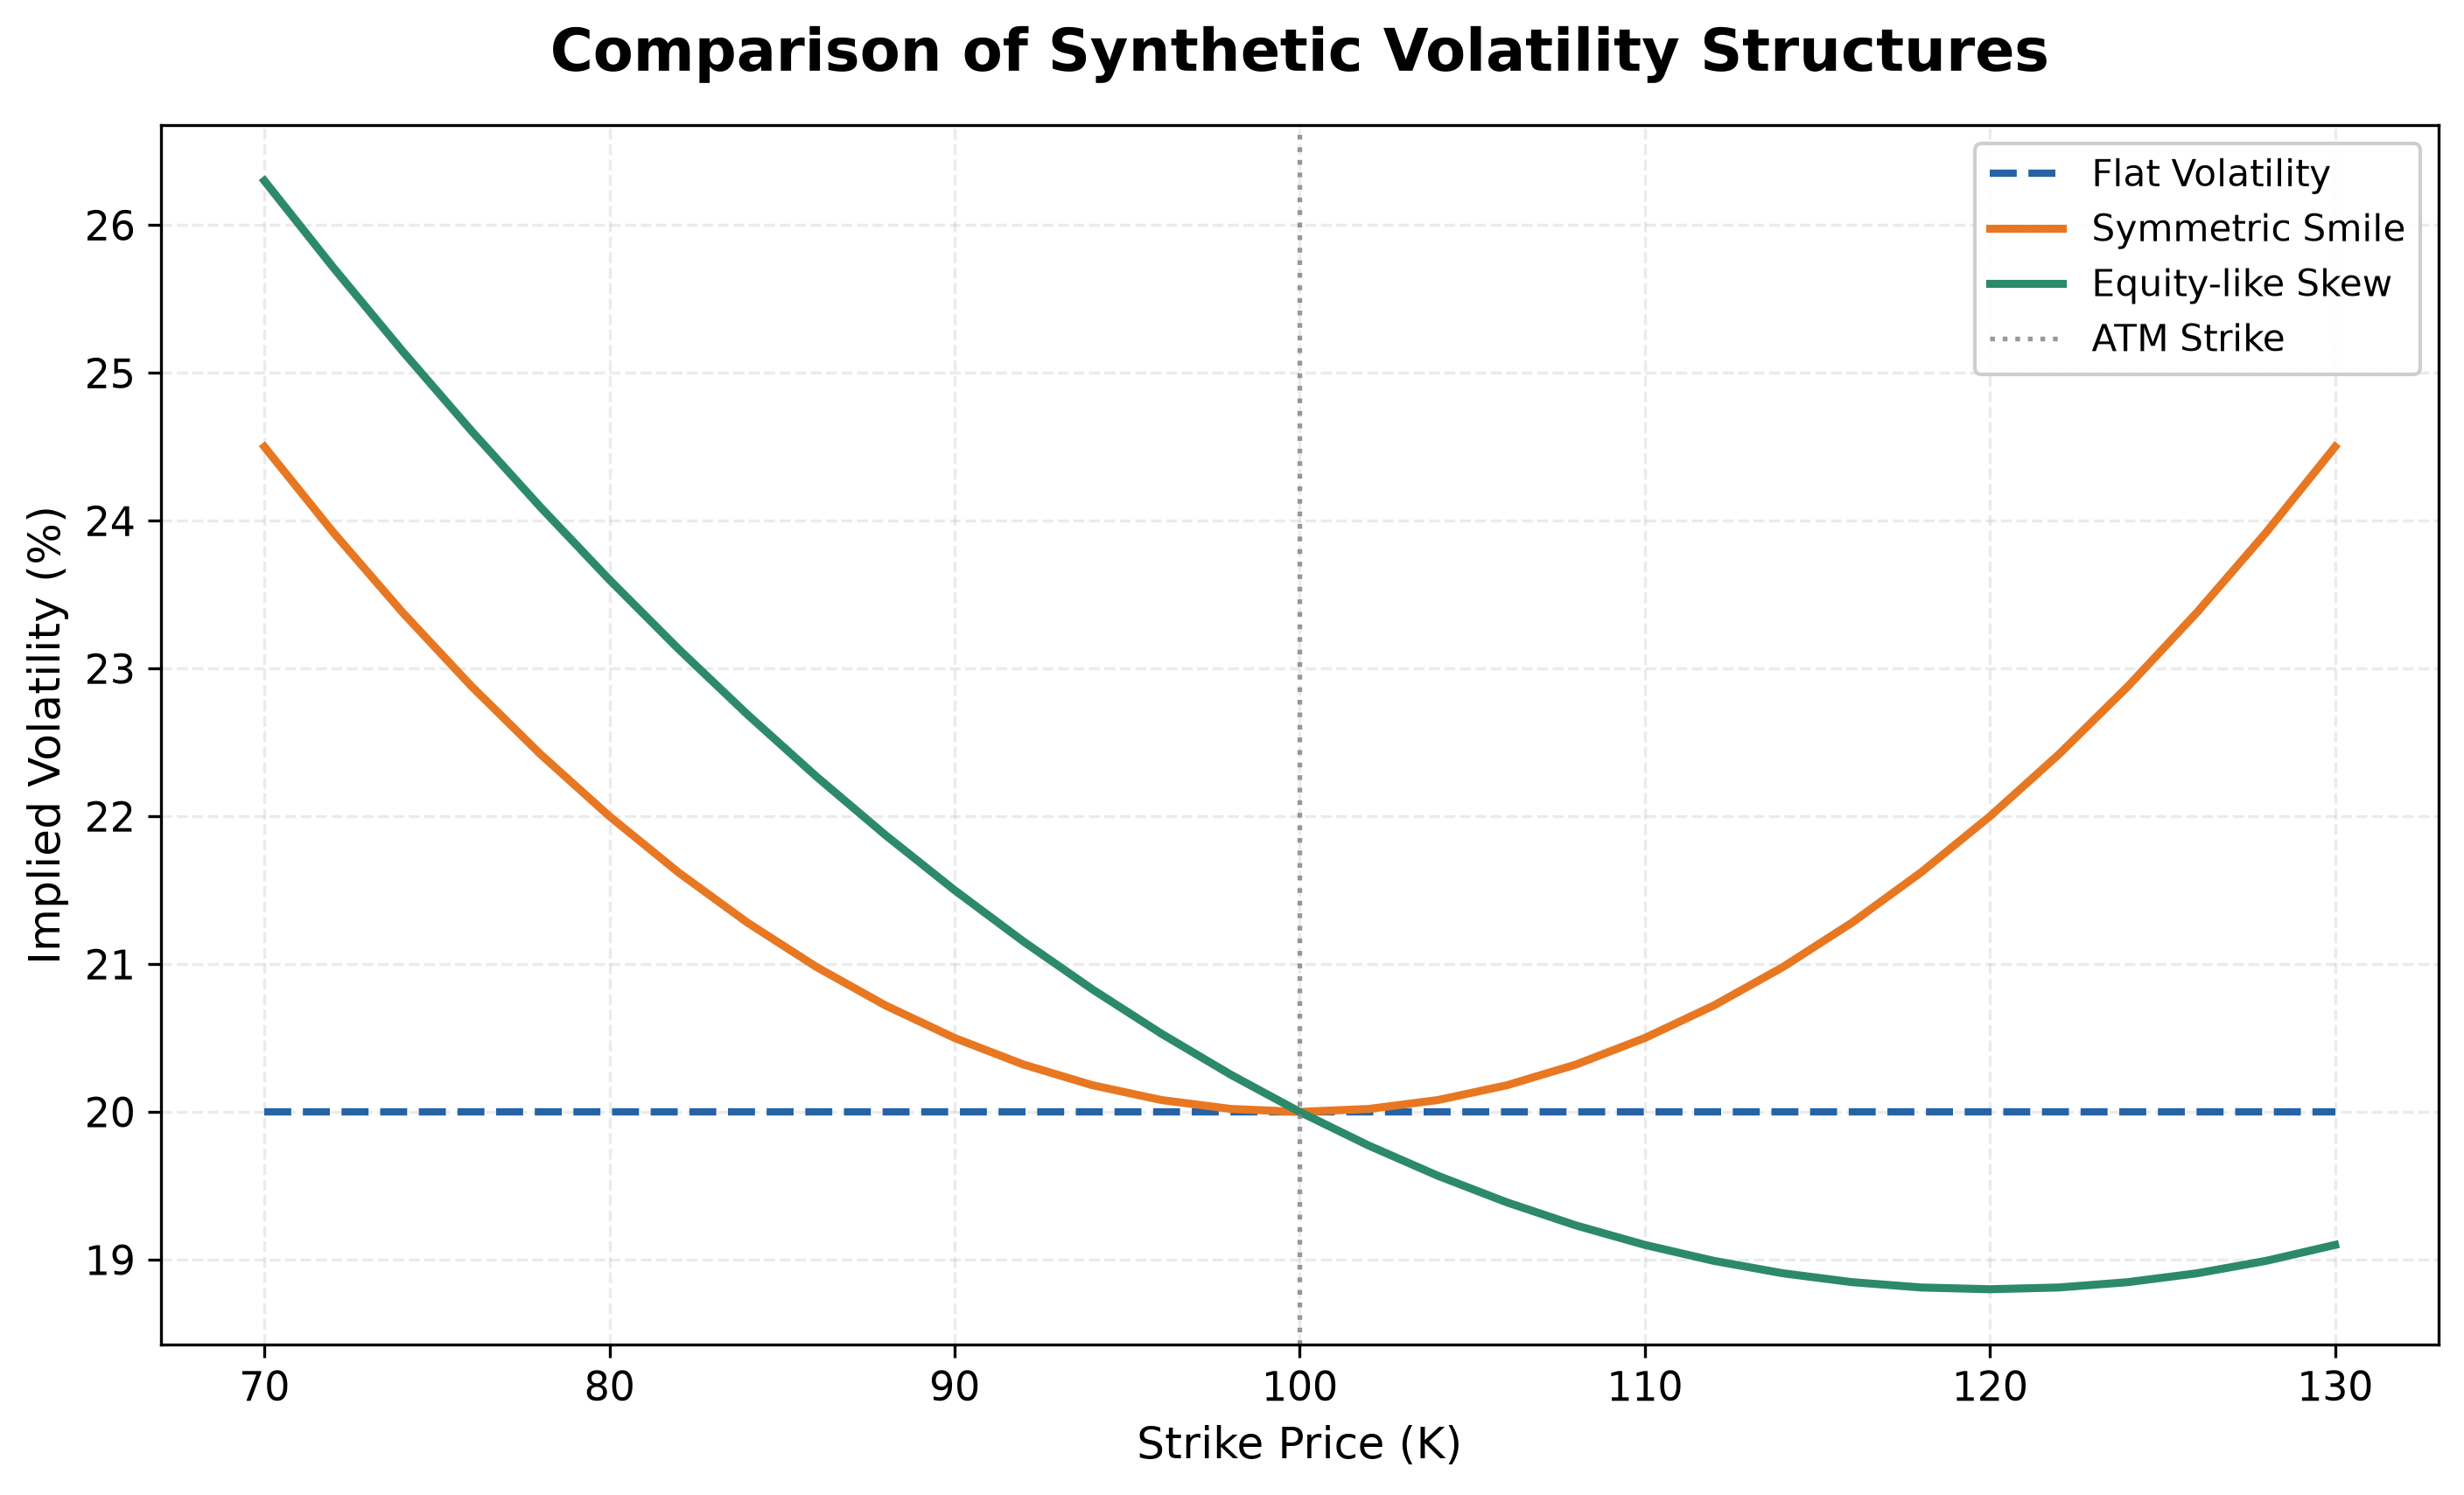 Comparison of Synthetic Volatility Structures
Flat Volatility
Symmetric Smile
Equity-like Skew
ATM Strike
Implied Volatility (%)
26
25
24
23
22
21
20
19
70 80 90 100 110 120 130
Strike Price (K)